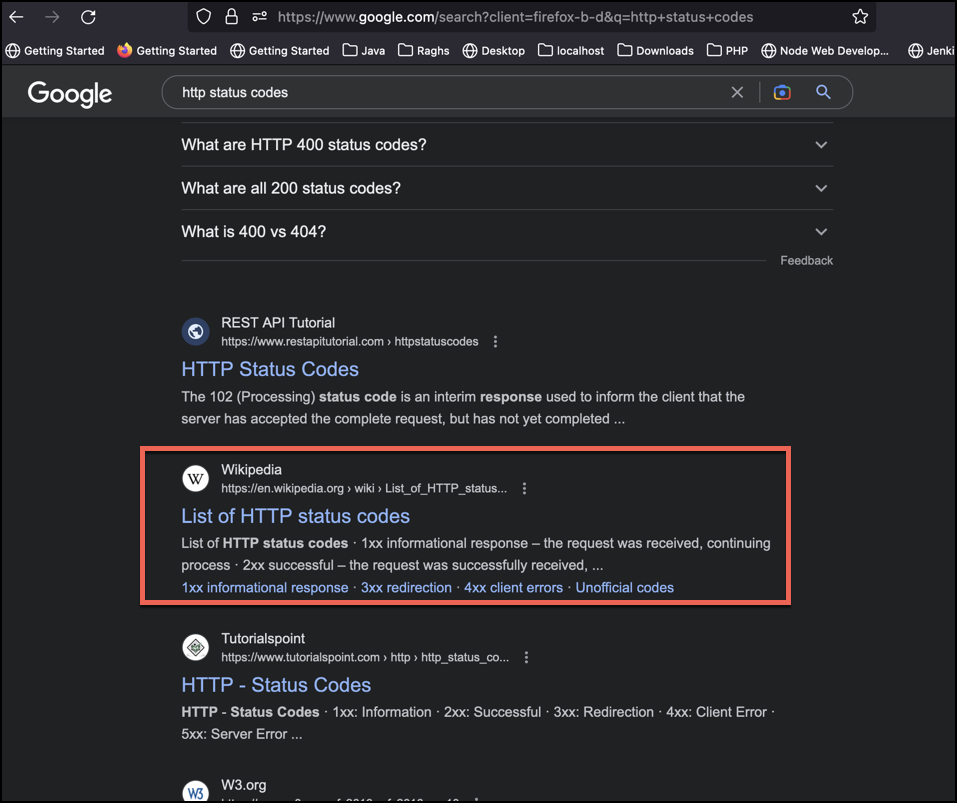 https://www.google.com/search?client=firefox-b-d&q=http+status+codes
Getting Started Getting Started Getting Started Java Raghs Desktop localhost Downloads PHP Node Web Develop... Jenki
Google http status codes
What are HTTP 400 status codes?
What are all 200 status codes?
What is 400 vs 404?
Feedback
REST API Tutorial
https://www.restapitutorial.com › httpstatuscodes
HTTP Status Codes
The 102 (Processing) status code is an interim response used to inform the client that the
server has accepted the complete request, but has not yet completed ...
W Wikipedia
https://en.wikipedia.org › wiki › List_of_HTTP_status...
List of HTTP status codes
List of HTTP status codes · 1xx informational response – the request was received, continuing
process · 2xx successful – the request was successfully received, ...
1xx informational response · 3xx redirection · 4xx client errors · Unofficial codes
Tutorialspoint
https://www.tutorialspoint.com › http › http_status_co...
HTTP - Status Codes
HTTP - Status Codes · 1xx: Information · 2xx: Successful · 3xx: Redirection · 4xx: Client Error ·
5xx: Server Error ...
W3 W3.org